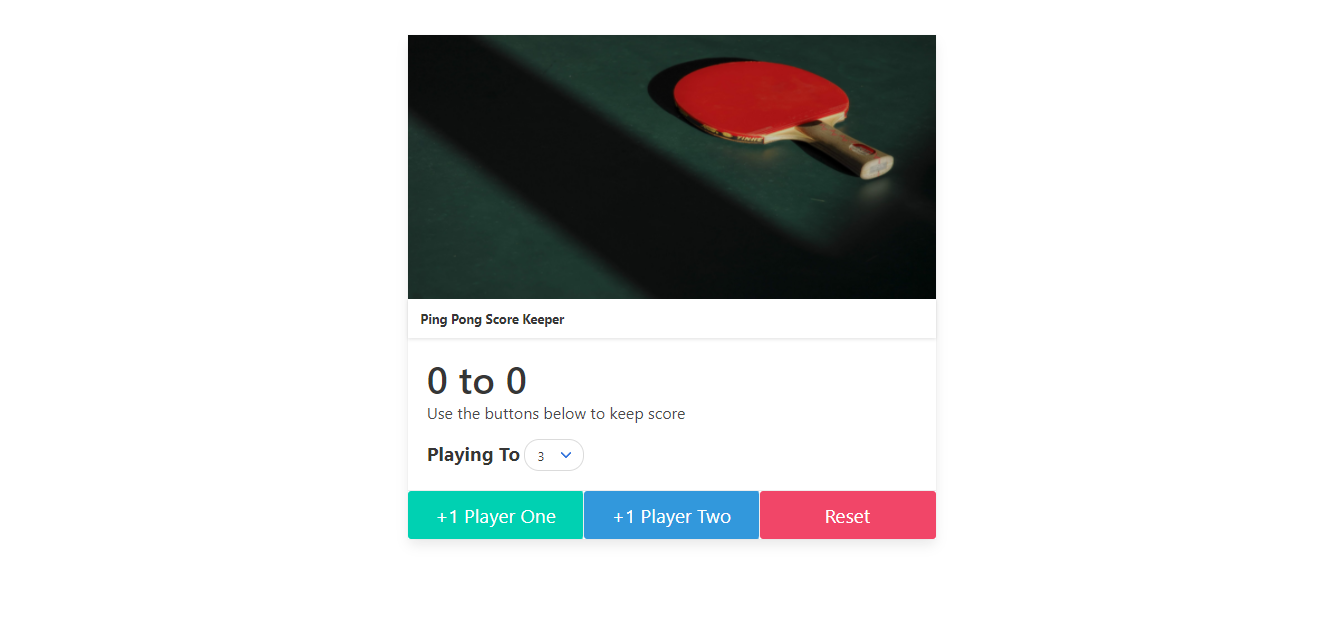 Ping Pong Score Keeper
0 to 0
Use the buttons below to keep score
Playing To 3
+1 Player One +1 Player Two Reset